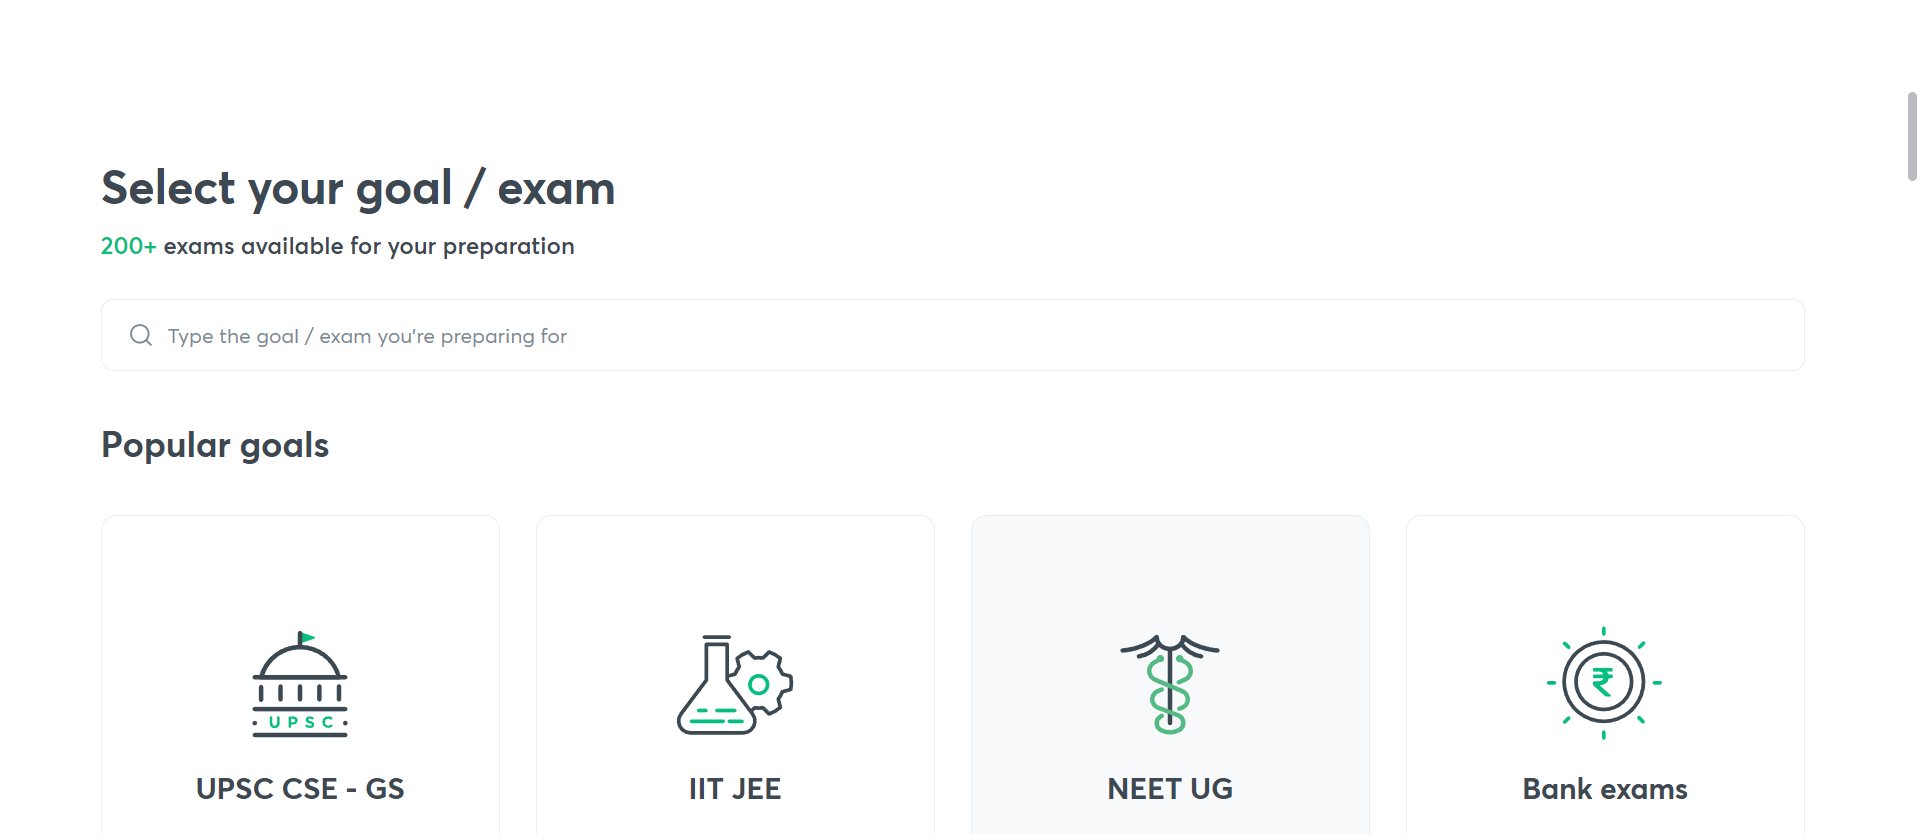 Select your goal / exam
200+ exams available for your preparation
Type the goal / exam you're preparing for
Popular goals
UPSC
UPSC CSE - GS
IIT JEE
NEET UG
₹
Bank exams